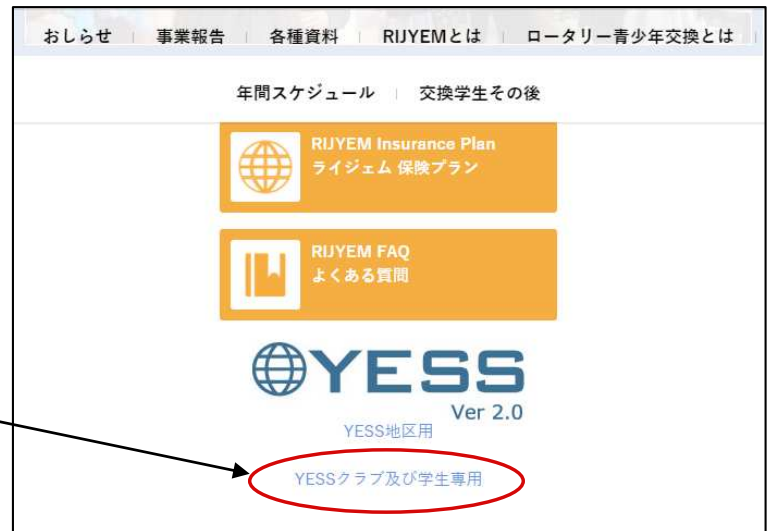 おしらせ 事業報告 各種資料 RIJYEMとは ロータリー青少年交換とは
年間スケジュール 交換学生その後
RIJYEM Insurance Plan
ライジェム 保険プラン
RIJYEM FAQ
よくある質問
YESS
Ver 2.0
YESS地区用
YESSクラブ及び学生専用